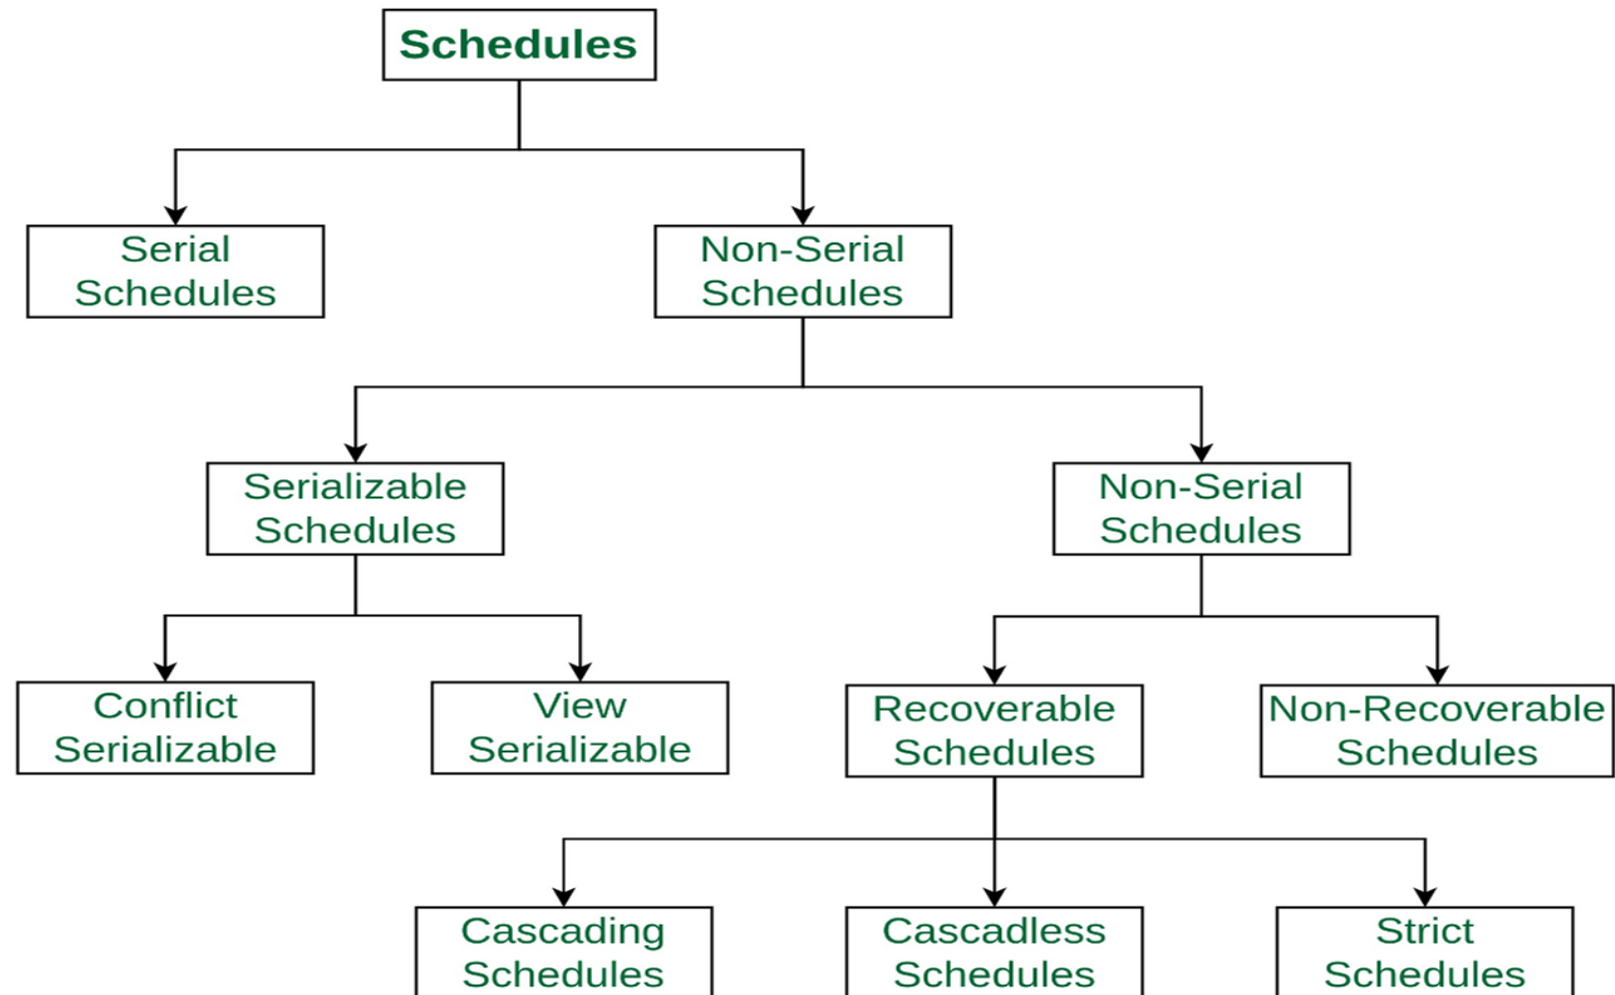 Schedules
Serial
Schedules
Non-Serial
Schedules
Serializable
Schedules
Non-Serial
Schedules
Conflict
Serializable
View
Serializable
Recoverable
Schedules
Non-Recoverable
Schedules
Cascading
Schedules
Cascadless
Schedules
Strict
Schedules